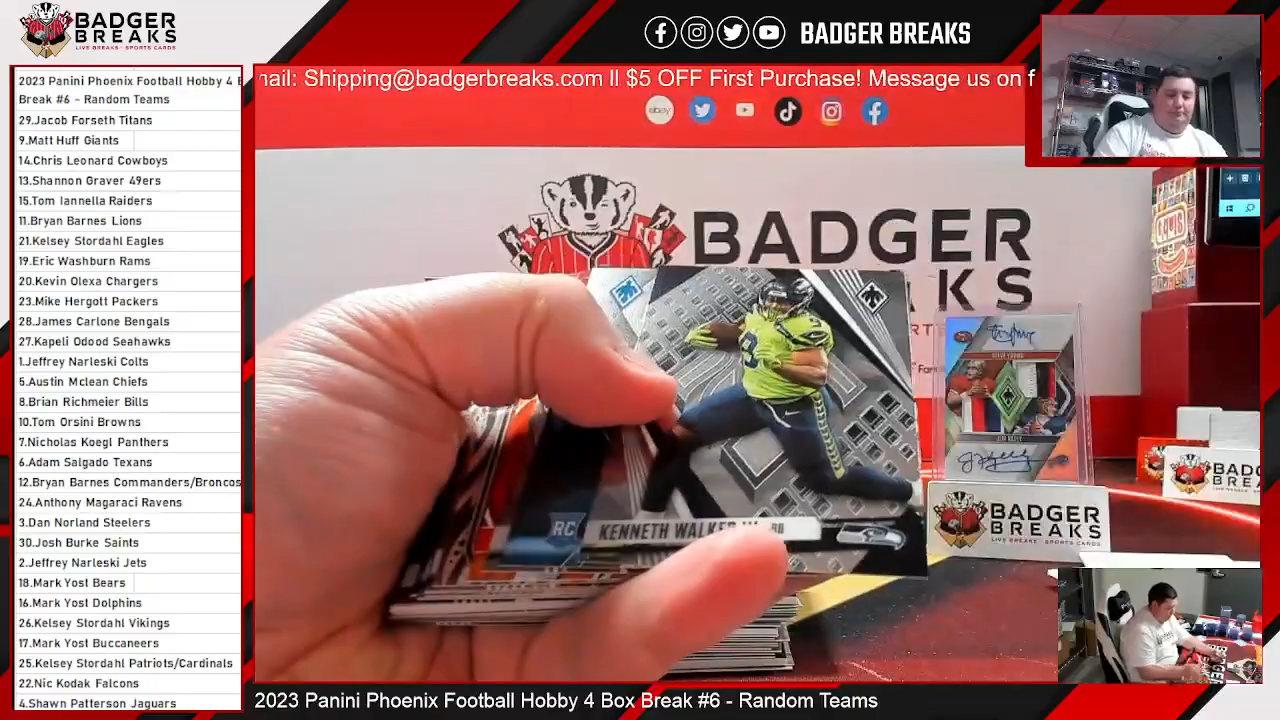 BADGER
BREAKS
LIVE BREAKS · SPORTS CARDS
BADGER BREAKS
2023 Panini Phoenix Football Hobby 4 B
Break #6 - Random Teams
29.Jacob Forseth Titans
9.Matt Huff Giants
14.Chris Leonard Cowboys
13.Shannon Graver 49ers
15.Tom Iannella Raiders
11.Bryan Barnes Lions
21.Kelsey Stordahl Eagles
19.Eric Washburn Rams
20.Kevin Olexa Chargers
23.Mike Hergott Packers
28.James Carlone Bengals
27.Kapeli Odood Seahawks
1.Jeffrey Narleski Colts
5.Austin Mclean Chiefs
8.Brian Richmeier Bills
10.Tom Orsini Browns
7.Nicholas Koegl Panthers
6.Adam Salgado Texans
12.Bryan Barnes Commanders/Broncos
24.Anthony Magaraci Ravens
3.Dan Norland Steelers
30.Josh Burke Saints
2.Jeffrey Narleski Jets
18.Mark Yost Bears
16.Mark Yost Dolphins
26.Kelsey Stordahl Vikings
17.Mark Yost Buccaneers
25.Kelsey Stordahl Patriots/Cardinals
22.Nic Kodak Falcons
4.Shawn Patterson Jaguars
nail: Shipping@badgerbreaks.com ll $5 OFF First Purchase! Message us on f
ebay
BADGER
BREAKS
RC
KENNETH WALKER III RB
STEVE YOUNG
JIM KELLY
BADGER
BREAKS
LIVE BREAKS · SPORTS CARDS
BADGER
BREAKS
2023 Panini Phoenix Football Hobby 4 Box Break #6 - Random Teams